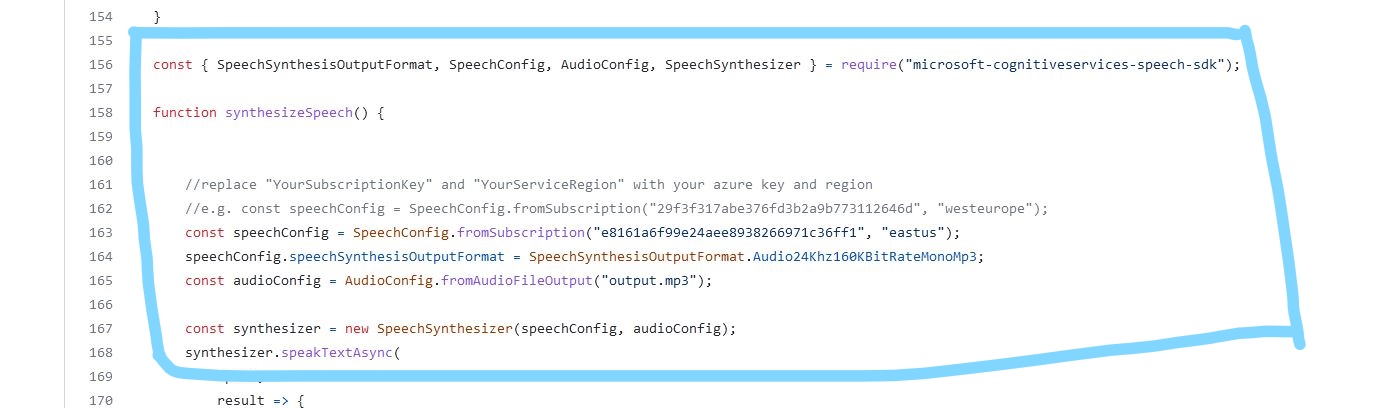 154 }
155
156 const { SpeechSynthesisOutputFormat, SpeechConfig, AudioConfig, SpeechSynthesizer } = require("microsoft-cognitiveservices-speech-sdk");
157
158 function synthesizeSpeech() {
159
160
161 //replace "YourSubscriptionKey" and "YourServiceRegion" with your azure key and region
162 //e.g. const speechConfig = SpeechConfig.fromSubscription("29f3f317abe376fd3b2a9b773112646d", "westeurope");
163 const speechConfig = SpeechConfig.fromSubscription("e8161a6f99e24aee8938266971c36ff1", "eastus");
164 speechConfig.speechSynthesisOutputFormat = SpeechSynthesisOutputFormat.Audio24Khz160KBitRateMonoMp3;
165 const audioConfig = AudioConfig.fromAudioFileOutput("output.mp3");
166
167 const synthesizer = new SpeechSynthesizer(speechConfig, audioConfig);
168 synthesizer.speakTextAsync(
169
170 result => {